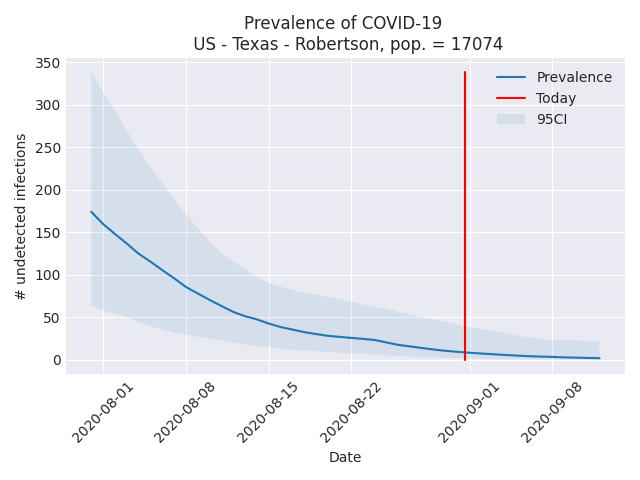 Prevalence of COVID-19
US - Texas - Robertson, pop. = 17074
350
300
250
200
150
100
50
0
# undetected infections
Prevalence
Today
95CI
2020-08-01
2020-08-08
2020-08-15
2020-08-22
2020-09-01
2020-09-08
Date